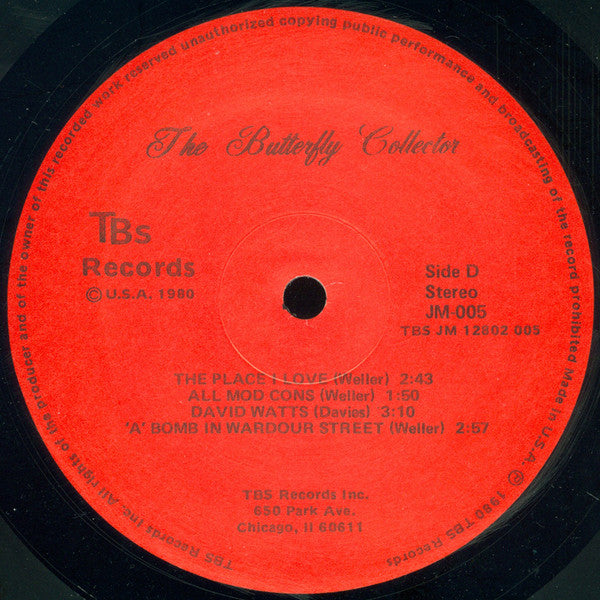 All rights of the producer and of the owner of this recorded work reserved unauthorized copying public performance and broadcasting of this record prohibited Made in U.S.A. ℗ 1980 TBS Records
TBS Records Inc.
The Butterfly Collector
TBs
Records
© U.S.A. 1980
Side D
Stereo
JM-005
TBS JM 12802 005
THE PLACE I LOVE (Weller) 2:43
ALL MOD CONS (Weller) 1:50
DAVID WATTS (Davies) 3:10
'A' BOMB IN WARDOUR STREET (Weller) 2:57
TBS Records Inc.
650 Park Ave.
Chicago, Il 60611